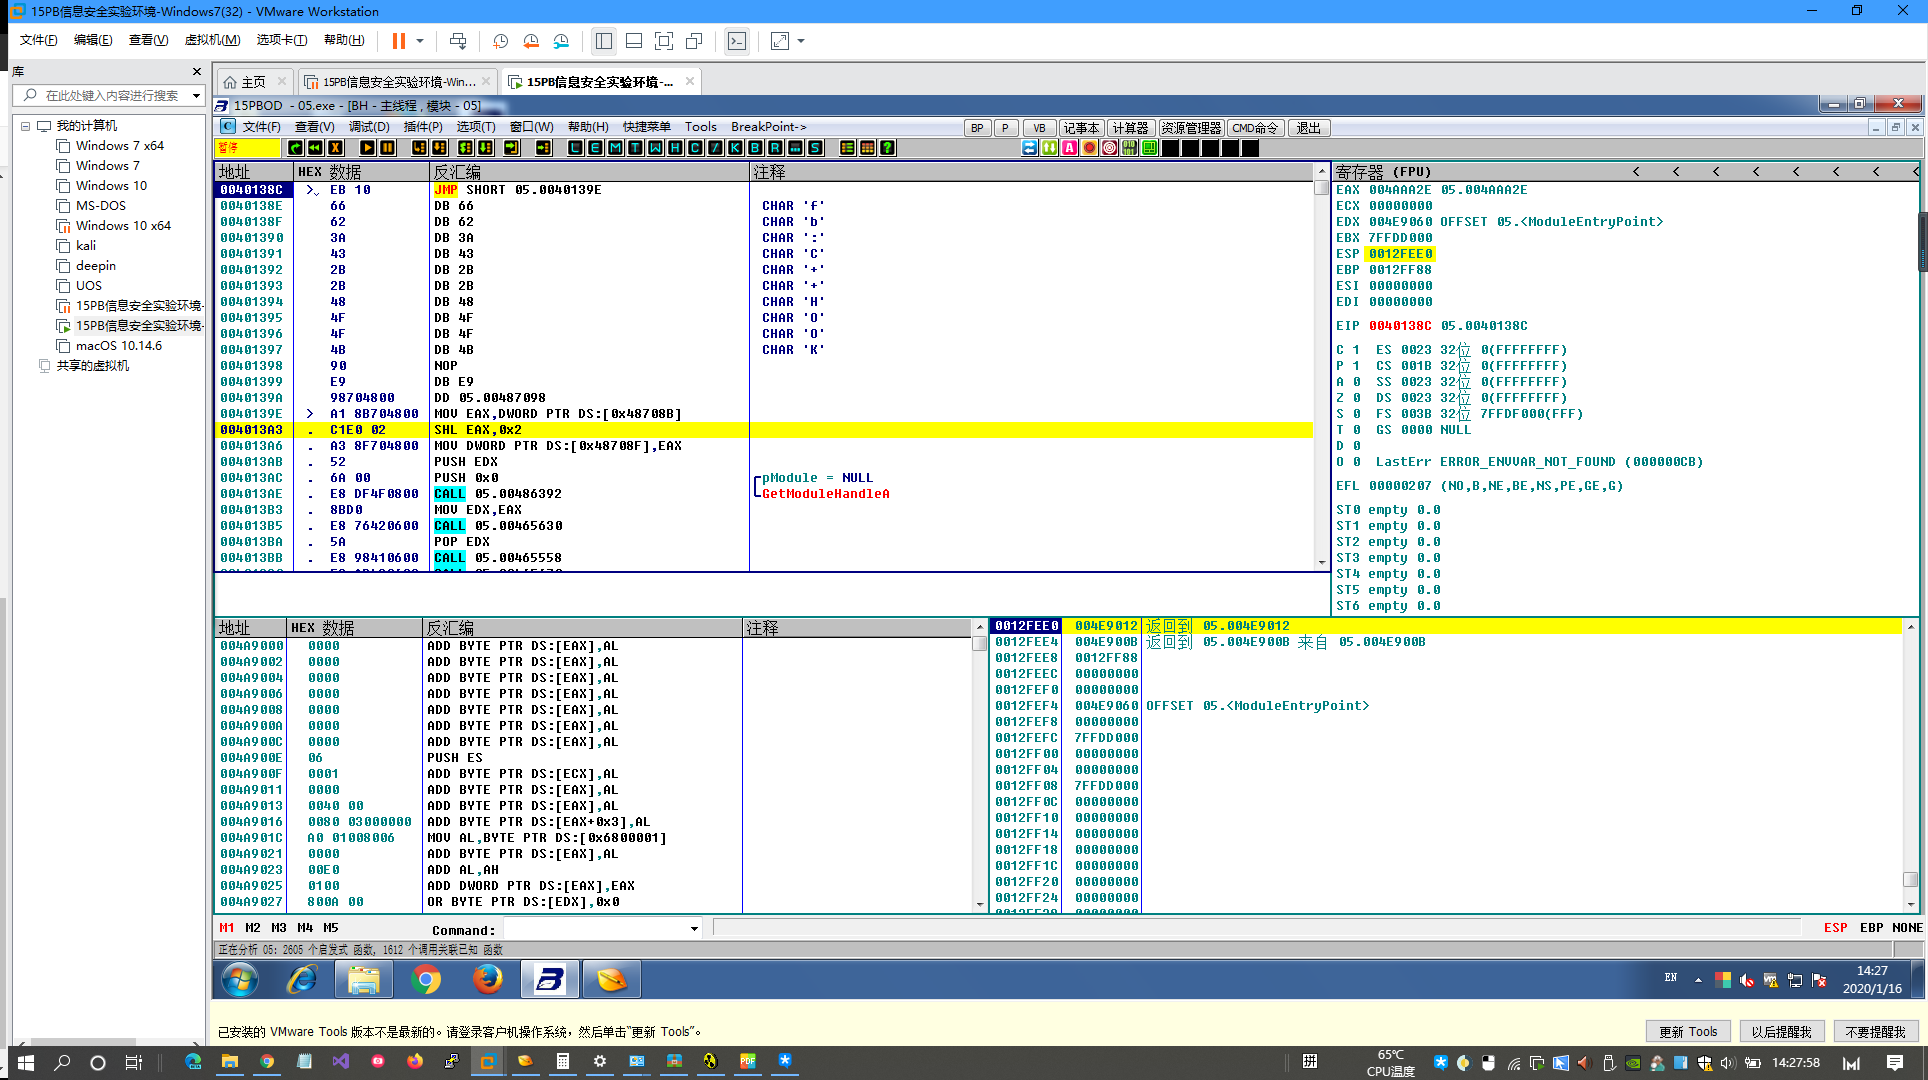 15PB信息安全实验环境-Windows7(32) - VMware Workstation
文件(F) 编辑(E) 查看(V) 虚拟机(M) 选项卡(T) 帮助(H)
库
在此处键入内容进行搜索
我的计算机
Windows 7 x64
Windows 7
Windows 10
MS-DOS
Windows 10 x64
kali
deepin
UOS
15PB信息安全实验环境-
15PB信息安全实验环境-
macOS 10.14.6
共享的虚拟机
主页 15PB信息安全实验环境-Win... 15PB信息安全实验环境-...
15PBOD - 05.exe - [BH - 主线程, 模块 - 05]
C 文件(F) 查看(V) 调试(D) 插件(P) 选项(T) 窗口(W) 帮助(H) 快捷菜单 Tools BreakPoint-> BP P VB 记事本 计算器 资源管理器 CMD命令 退出
暂停 L E M T W H C / K B R ... S ?
地址 HEX 数据 反汇编 注释
0040138C > EB 10 JMP SHORT 05.0040139E
0040138E 66 DB 66 CHAR 'f'
0040138F 62 DB 62 CHAR 'b'
00401390 3A DB 3A CHAR ':'
00401391 43 DB 43 CHAR 'C'
00401392 2B DB 2B CHAR '+'
00401393 2B DB 2B CHAR '+'
00401394 48 DB 48 CHAR 'H'
00401395 4F DB 4F CHAR 'O'
00401396 4F DB 4F CHAR 'O'
00401397 4B DB 4B CHAR 'K'
00401398 90 NOP
00401399 E9 DB E9
0040139A 98704800 DD 05.00487098
0040139E > A1 8B704800 MOV EAX,DWORD PTR DS:[0x48708B]
004013A3 . C1E0 02 SHL EAX,0x2
004013A6 . A3 8F704800 MOV DWORD PTR DS:[0x48708F],EAX
004013AB . 52 PUSH EDX
004013AC . 6A 00 PUSH 0x0 pModule = NULL
004013AE . E8 DF4F0800 CALL 05.00486392 GetModuleHandleA
004013B3 . 8BD0 MOV EDX,EAX
004013B5 . E8 76420600 CALL 05.00465630
004013BA . 5A POP EDX
004013BB . E8 98410600 CALL 05.00465558
寄存器 (FPU) < < < < < < < <
EAX 004AAA2E 05.004AAA2E
ECX 00000000
EDX 004E9060 OFFSET 05.<ModuleEntryPoint>
EBX 7FFDD000
ESP 0012FEE0
EBP 0012FF88
ESI 00000000
EDI 00000000
EIP 0040138C 05.0040138C
C 1 ES 0023 32位 0(FFFFFFFF)
P 1 CS 001B 32位 0(FFFFFFFF)
A 0 SS 0023 32位 0(FFFFFFFF)
Z 0 DS 0023 32位 0(FFFFFFFF)
S 0 FS 003B 32位 7FFDF000(FFF)
T 0 GS 0000 NULL
D 0
O 0 LastErr ERROR_ENVVAR_NOT_FOUND (000000CB)
EFL 00000207 (NO,B,NE,BE,NS,PE,GE,G)
ST0 empty 0.0
ST1 empty 0.0
ST2 empty 0.0
ST3 empty 0.0
ST4 empty 0.0
ST5 empty 0.0
ST6 empty 0.0
地址 HEX 数据 反汇编 注释
004A9000 0000 ADD BYTE PTR DS:[EAX],AL
004A9002 0000 ADD BYTE PTR DS:[EAX],AL
004A9004 0000 ADD BYTE PTR DS:[EAX],AL
004A9006 0000 ADD BYTE PTR DS:[EAX],AL
004A9008 0000 ADD BYTE PTR DS:[EAX],AL
004A900A 0000 ADD BYTE PTR DS:[EAX],AL
004A900C 0000 ADD BYTE PTR DS:[EAX],AL
004A900E 06 PUSH ES
004A900F 0001 ADD BYTE PTR DS:[ECX],AL
004A9011 0000 ADD BYTE PTR DS:[EAX],AL
004A9013 0040 00 ADD BYTE PTR DS:[EAX],AL
004A9016 0080 03000000 ADD BYTE PTR DS:[EAX+0x3],AL
004A901C A0 01008006 MOV AL,BYTE PTR DS:[0x6800001]
004A9021 0000 ADD BYTE PTR DS:[EAX],AL
004A9023 00E0 ADD AL,AH
004A9025 0100 ADD DWORD PTR DS:[EAX],EAX
004A9027 800A 00 OR BYTE PTR DS:[EDX],0x0
0012FEE0 004E9012 返回到 05.004E9012
0012FEE4 004E900B 返回到 05.004E900B 来自 05.004E900B
0012FEE8 0012FF88
0012FEEC 00000000
0012FEF0 00000000
0012FEF4 004E9060 OFFSET 05.<ModuleEntryPoint>
0012FEF8 00000000
0012FEFC 7FFDD000
0012FF00 00000000
0012FF04 00000000
0012FF08 7FFDD000
0012FF0C 00000000
0012FF10 00000000
0012FF14 00000000
0012FF18 00000000
0012FF1C 00000000
0012FF20 00000000
0012FF24 00000000
M1 M2 M3 M4 M5 Command: ESP EBP NONE
正在分析 05: 2605 个启发式 函数, 1612 个调用关联已知 函数
EN 14:27
2020/1/16
已安装的 VMware Tools 版本不是最新的。请登录客户机操作系统，然后单击“更新 Tools”。 更新 Tools 以后提醒我 不要提醒我
拼 65℃
CPU温度 14:27:58